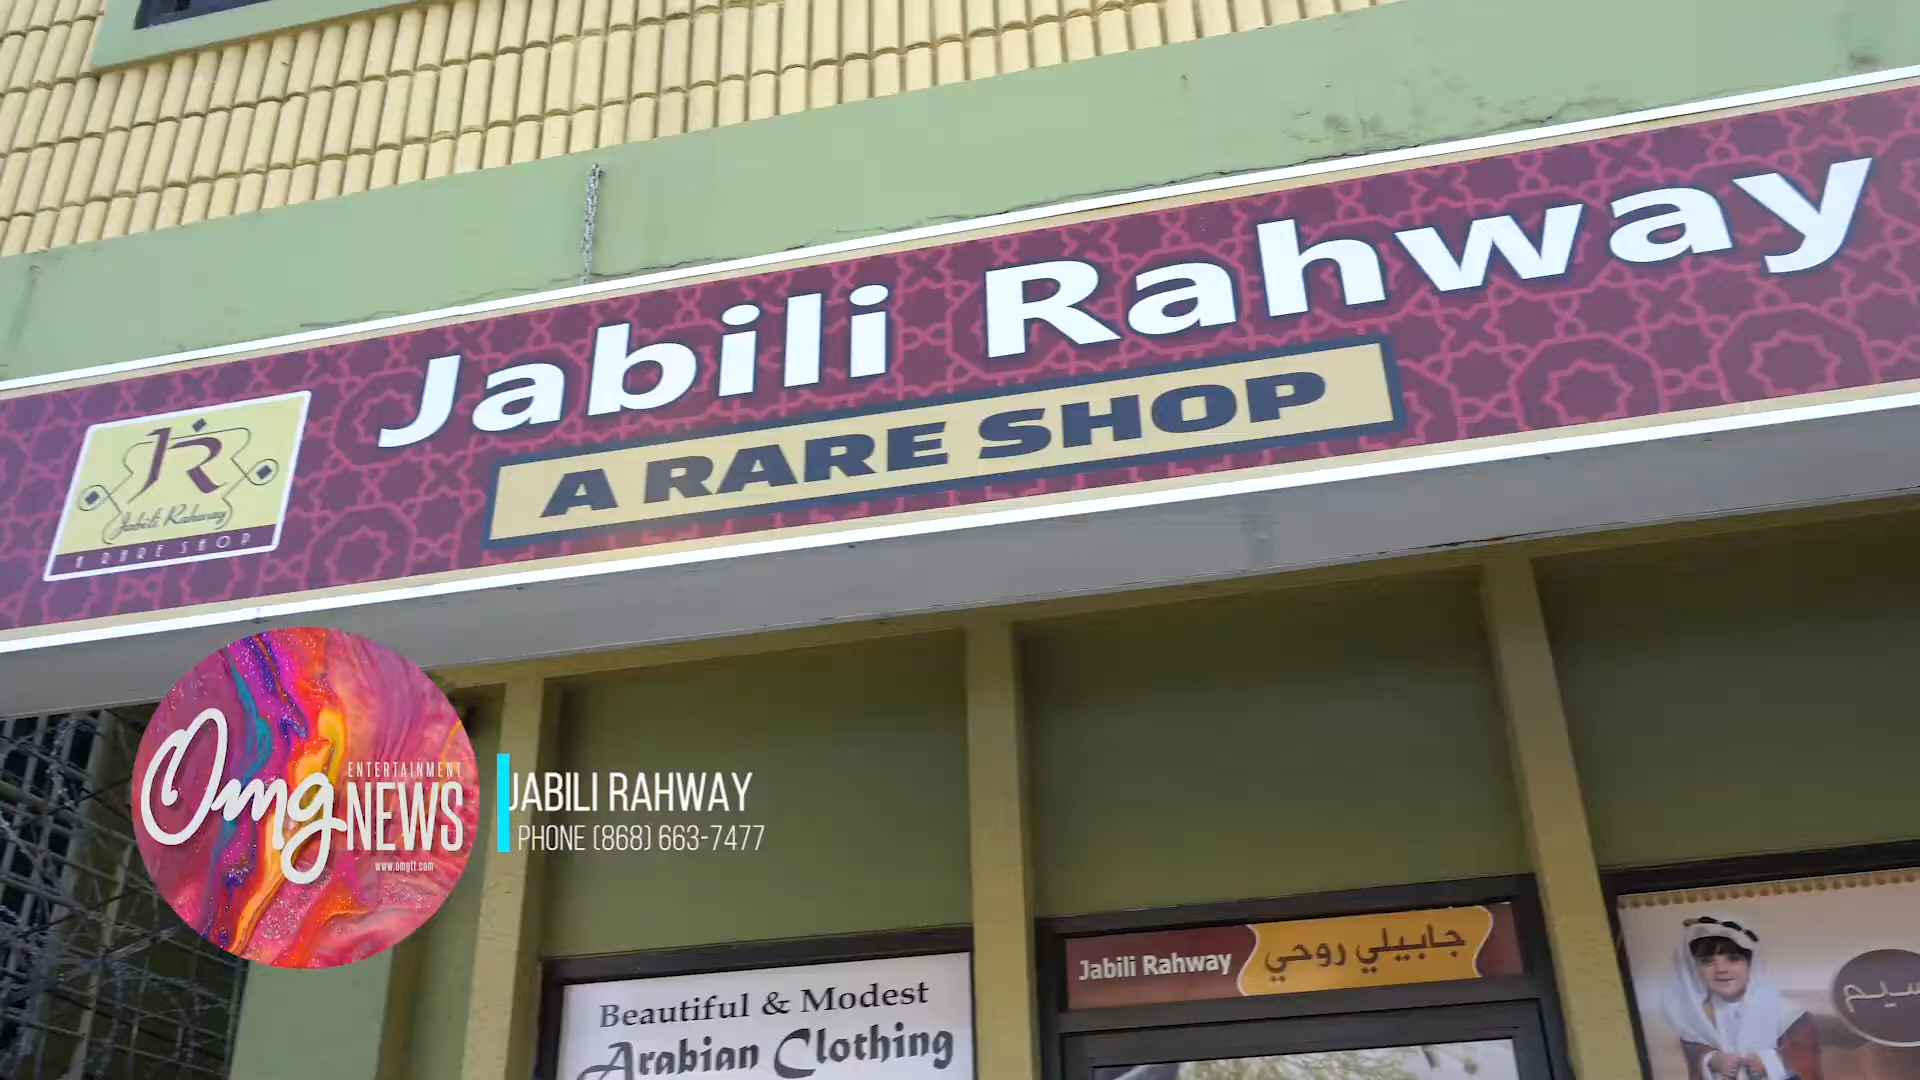 Jabili Rahway
A RARE SHOP
JR
Jabili Rahway
A RARE SHOP
Omg
ENTERTAINMENT
NEWS
www.omgtt.com
JABILI RAHWAY
PHONE (868) 663-7477
Beautiful & Modest
Arabian Clothing
Jabili Rahway
جابيلي روحي